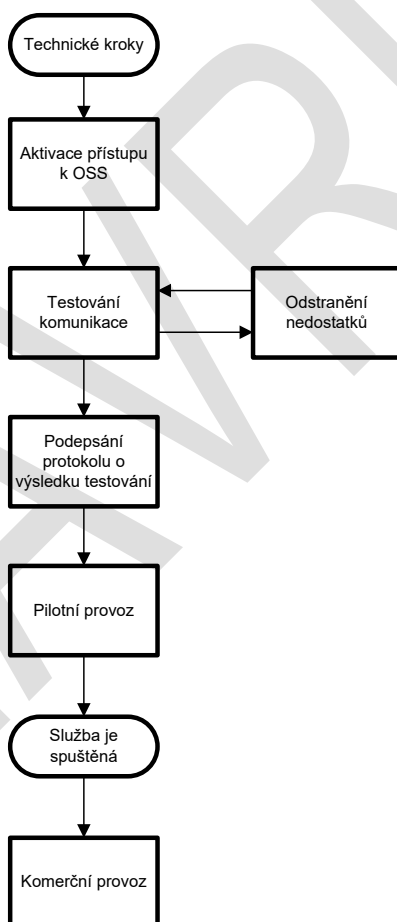 Technické kroky
Aktivace přístupu
k OSS
Testování
komunikace
Odstranění
nedostatků
Podepsání
protokolu o
výsledku testování
Pilotní provoz
Služba je
spuštěná
Komerční provoz